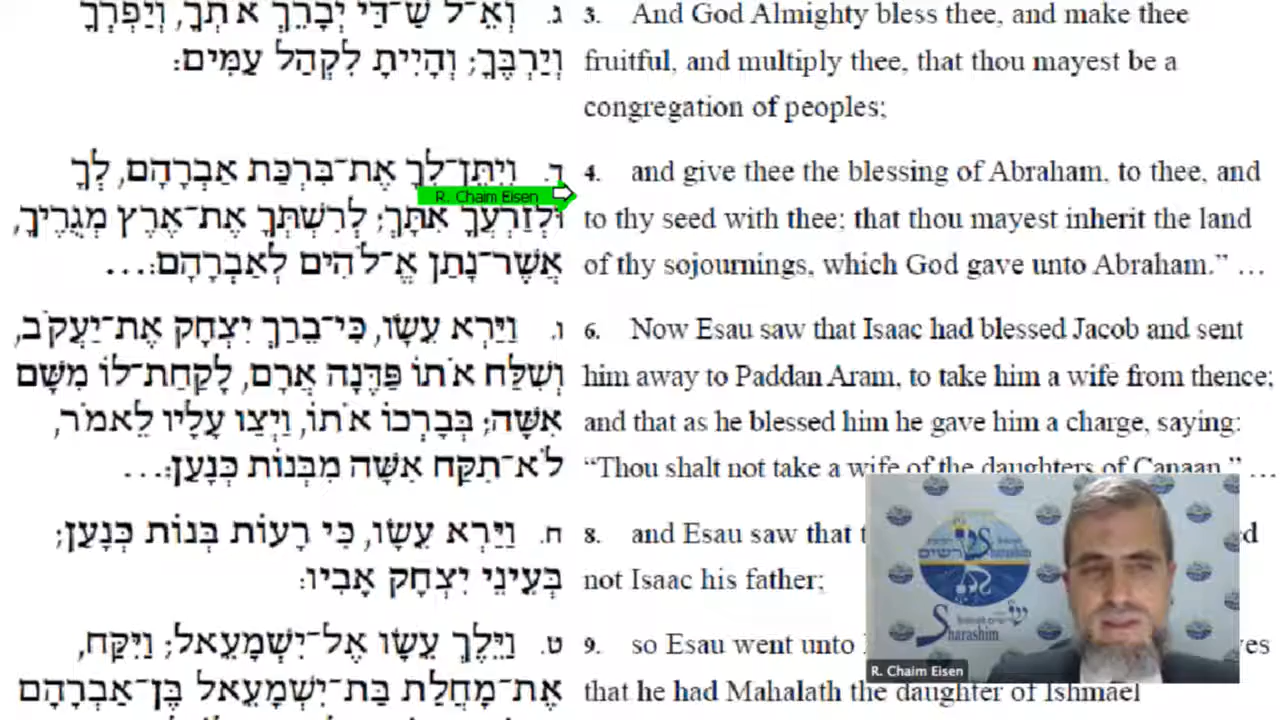 ג. וְאֵ־ל שַׁ־דַּי יְבָרֵךְ אֹתְךָ, וְיַפְרְךָ
וְיַרְבֶּךָ; וְהָיִיתָ לִקְהַל עַמִּים:
3. And God Almighty bless thee, and make thee
fruitful, and multiply thee, that thou mayest be a
congregation of peoples;
ד. וְיִתֶּן־לְךָ אֶת־בִּרְכַּת אַבְרָהָם, לְךָ
וּלְזַרְעֲךָ אִתָּךְ; לְרִשְׁתְּךָ אֶת־אֶרֶץ מְגֻרֶיךָ,
אֲשֶׁר־נָתַן אֱ־לֹהִים לְאַבְרָהָם:...
R. Chaim Eisen
4. and give thee the blessing of Abraham, to thee, and
to thy seed with thee; that thou mayest inherit the land
of thy sojournings, which God gave unto Abraham.” ...
ו. וַיַּרְא עֵשָׂו, כִּי־בֵרַךְ יִצְחָק אֶת־יַעֲקֹב,
וְשִׁלַּח אֹתוֹ פַּדֶּנָה אֲרָם, לָקַחַת־לוֹ מִשָּׁם
אִשָּׁה; בְּבָרְכוֹ אֹתוֹ, וַיְצַו עָלָיו לֵאמֹר,
לֹא־תִקַּח אִשָּׁה מִבְּנוֹת כְּנָעַן:...
6. Now Esau saw that Isaac had blessed Jacob and sent
him away to Paddan Aram, to take him a wife from thence;
and that as he blessed him he gave him a charge, saying:
“Thou shalt not take a wife of the daughters of Canaan,” ...
ח. וַיַּרְא עֵשָׂו, כִּי רָעוֹת בְּנוֹת כְּנָעַן;
בְּעֵינֵי יִצְחָק אָבִיו:
8. and Esau saw that
not Isaac his father;
ט. וַיֵּלֶךְ עֵשָׂו אֶל־יִשְׁמָעֵאל; וַיִּקַּח,
אֶת־מָחֲלַת בַּת־יִשְׁמָעֵאל בֶּן־אַבְרָהָם
9. so Esau went unto
that he had Mahalath the daughter of Ishmael
שרשים
Sharashim
Sharashim
R. Chaim Eisen